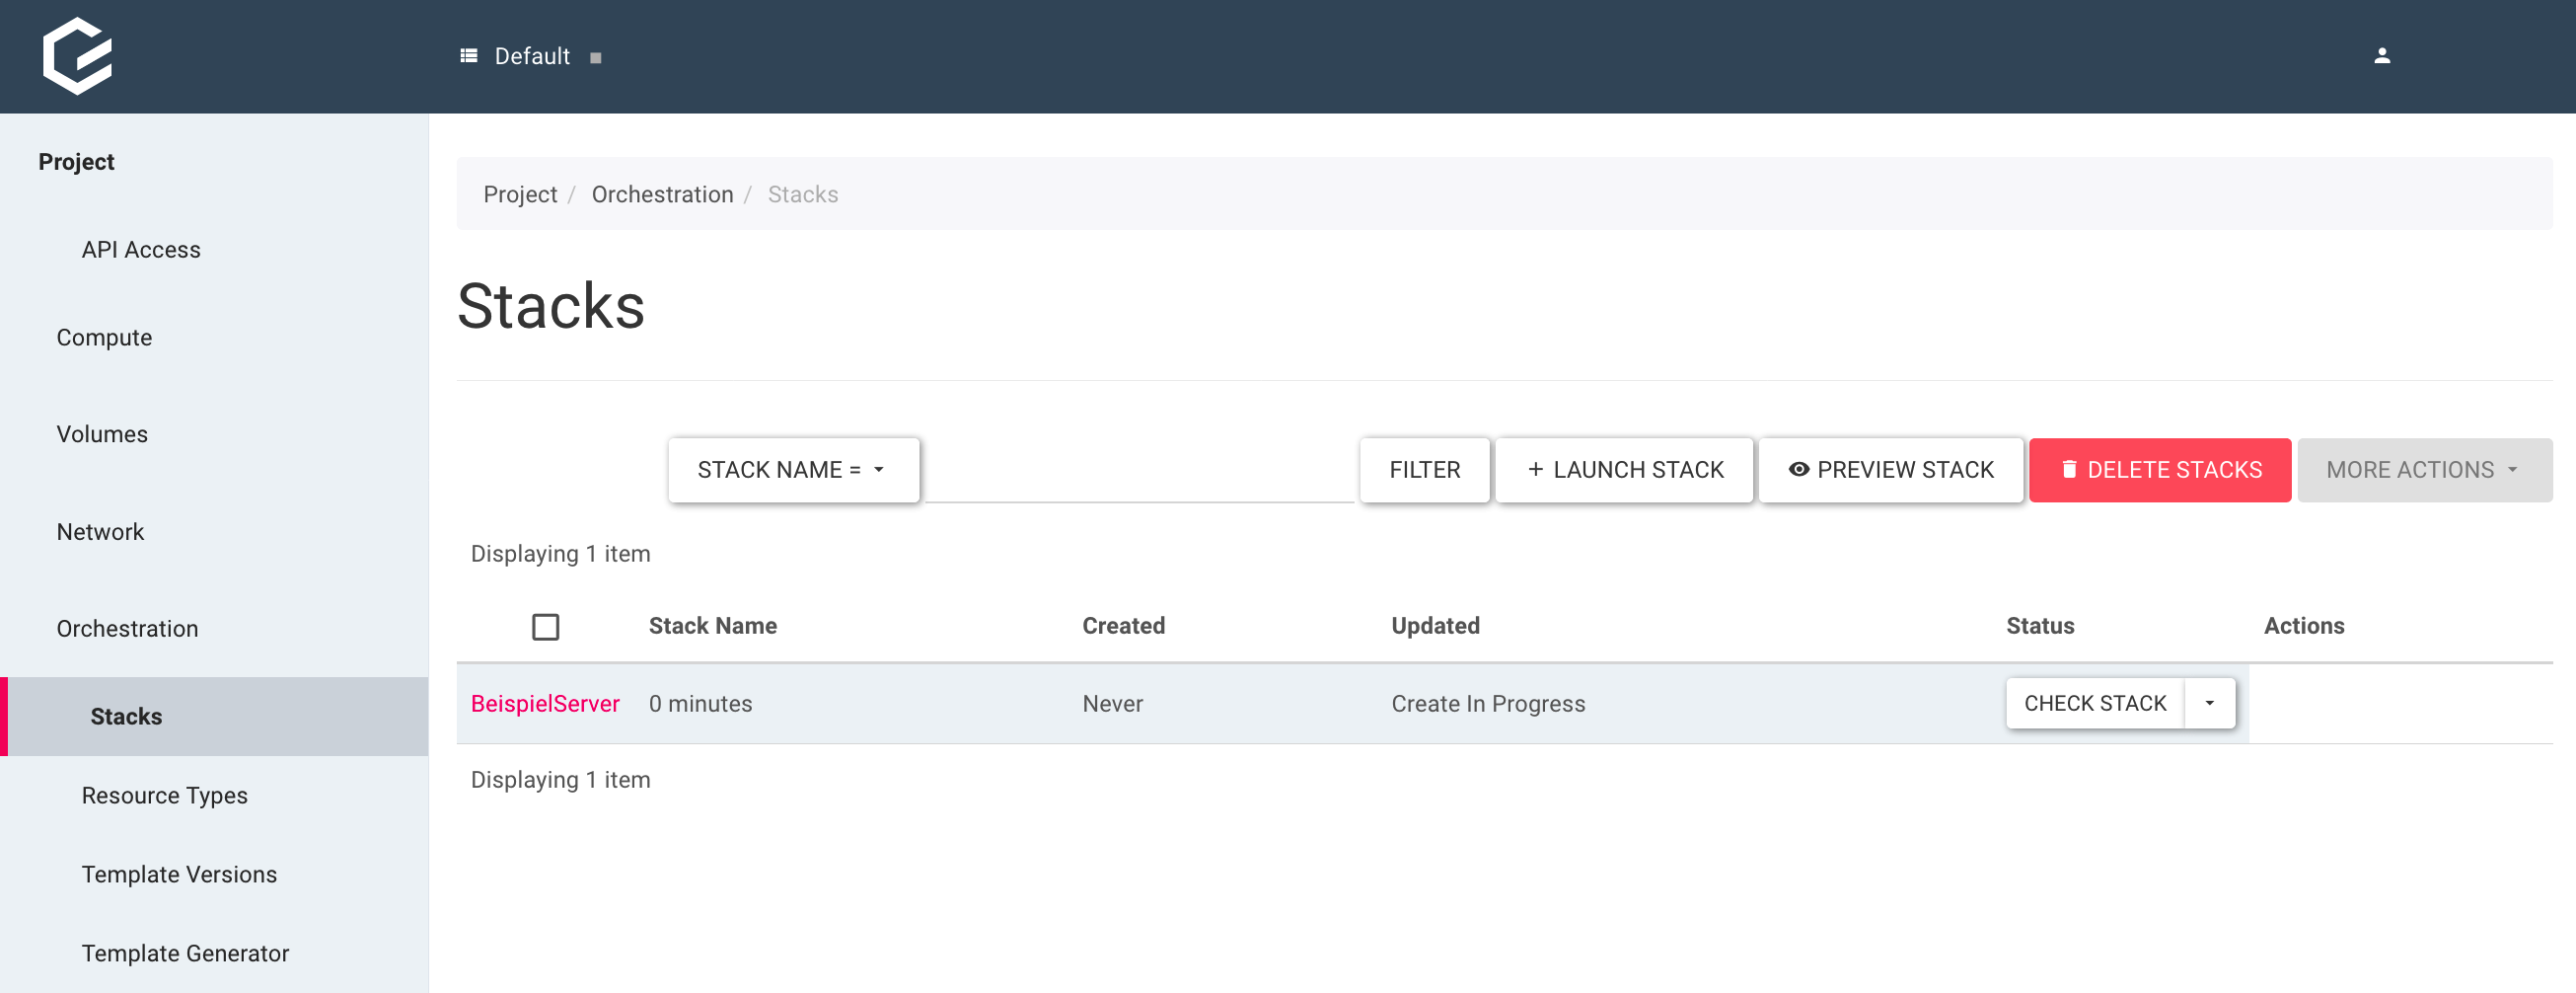 Default
Project
API Access
Compute
Volumes
Network
Orchestration
Stacks
Resource Types
Template Versions
Template Generator
Project / Orchestration / Stacks
Stacks
STACK NAME = FILTER + LAUNCH STACK PREVIEW STACK DELETE STACKS MORE ACTIONS
Displaying 1 item
Stack Name Created Updated Status Actions
BeispielServer 0 minutes Never Create In Progress CHECK STACK
Displaying 1 item